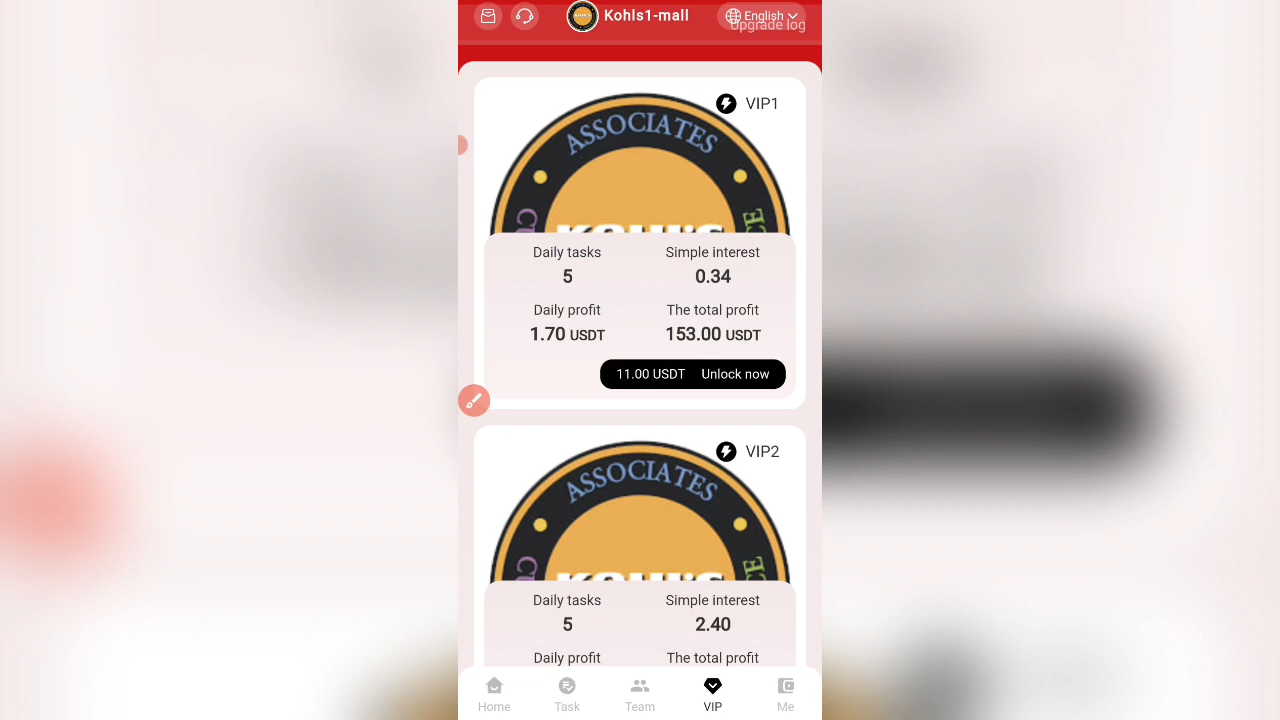 Kohls1-mall
English
Upgrade log
VIP1
ASSOCIATES
Daily tasks
Simple interest
5
0.34
Daily profit
The total profit
1.70 USDT
153.00 USDT
11.00 USDT Unlock now
VIP2
ASSOCIATES
Daily tasks
Simple interest
5
2.40
Daily profit
The total profit
Home
Task
Team
VIP
Me